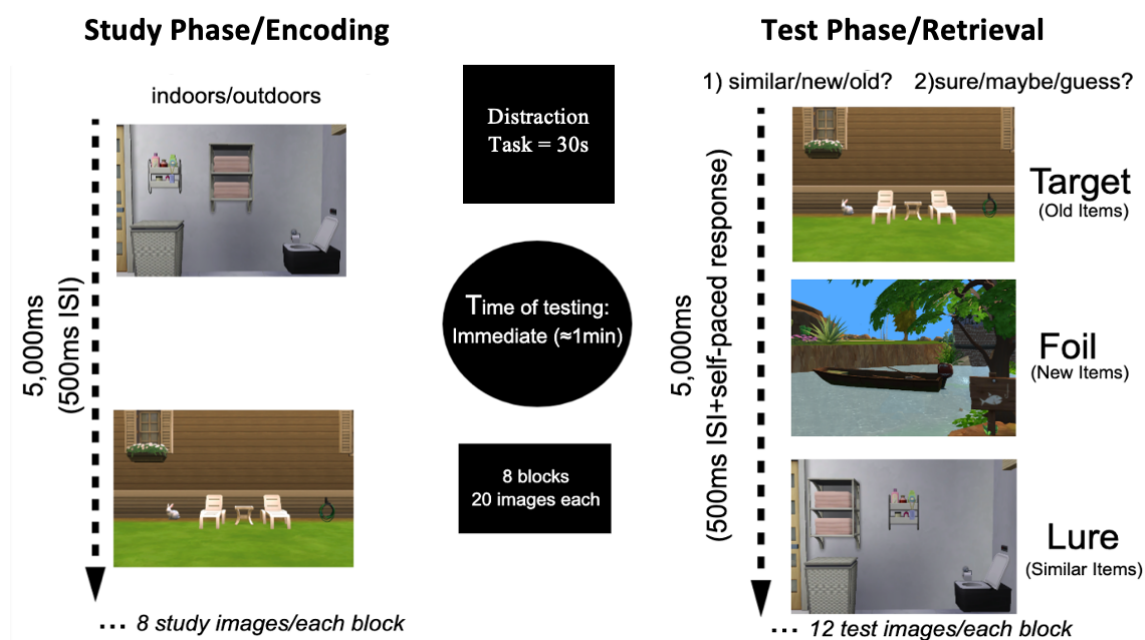 Study Phase/Encoding
indoors/outdoors
5,000ms
(500ms ISI)
... 8 study images/each block
Distraction
Task = 30s
Time of testing:
Immediate (≈1min)
8 blocks
20 images each
Test Phase/Retrieval
1) similar/new/old? 2)sure/maybe/guess?
5,000ms
(500ms ISI+self-paced response)
Target
(Old Items)
Foil
(New Items)
Lure
(Similar Items)
... 12 test images/each block